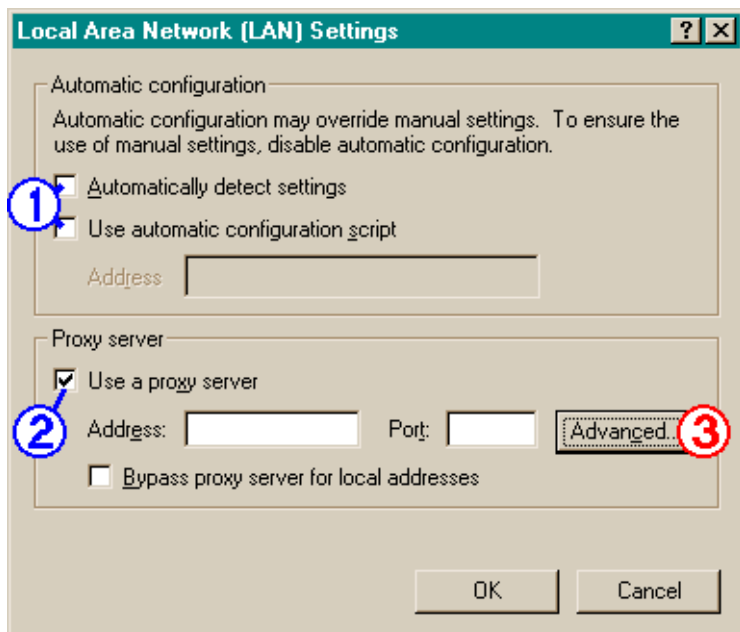 Local Area Network (LAN) Settings
Automatic configuration
Automatic configuration may override manual settings. To ensure the
use of manual settings, disable automatic configuration.
1
Automatically detect settings
Use automatic configuration script
Address
Proxy server
Use a proxy server
2
Address:
Port:
Advanced..
3
Bypass proxy server for local addresses
OK
Cancel